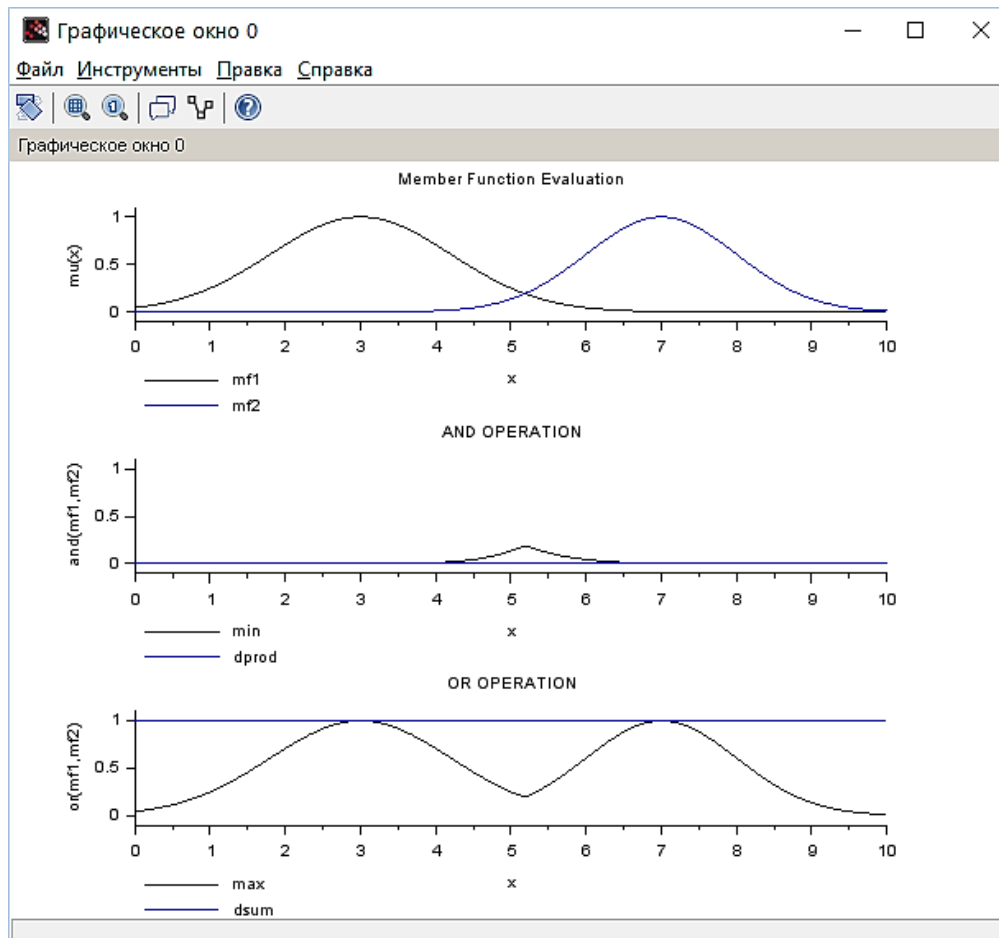 Графическое окно 0
Файл Инструменты Правка Справка
Графическое окно 0
Member Function Evaluation
mu(x)
1
0.5
0
0 1 2 3 4 5 6 7 8 9 10
x
mf1
mf2
AND OPERATION
and(mf1,mf2)
1
0.5
0
0 1 2 3 4 5 6 7 8 9 10
x
min
dprod
OR OPERATION
or(mf1,mf2)
1
0.5
0
0 1 2 3 4 5 6 7 8 9 10
x
max
dsum